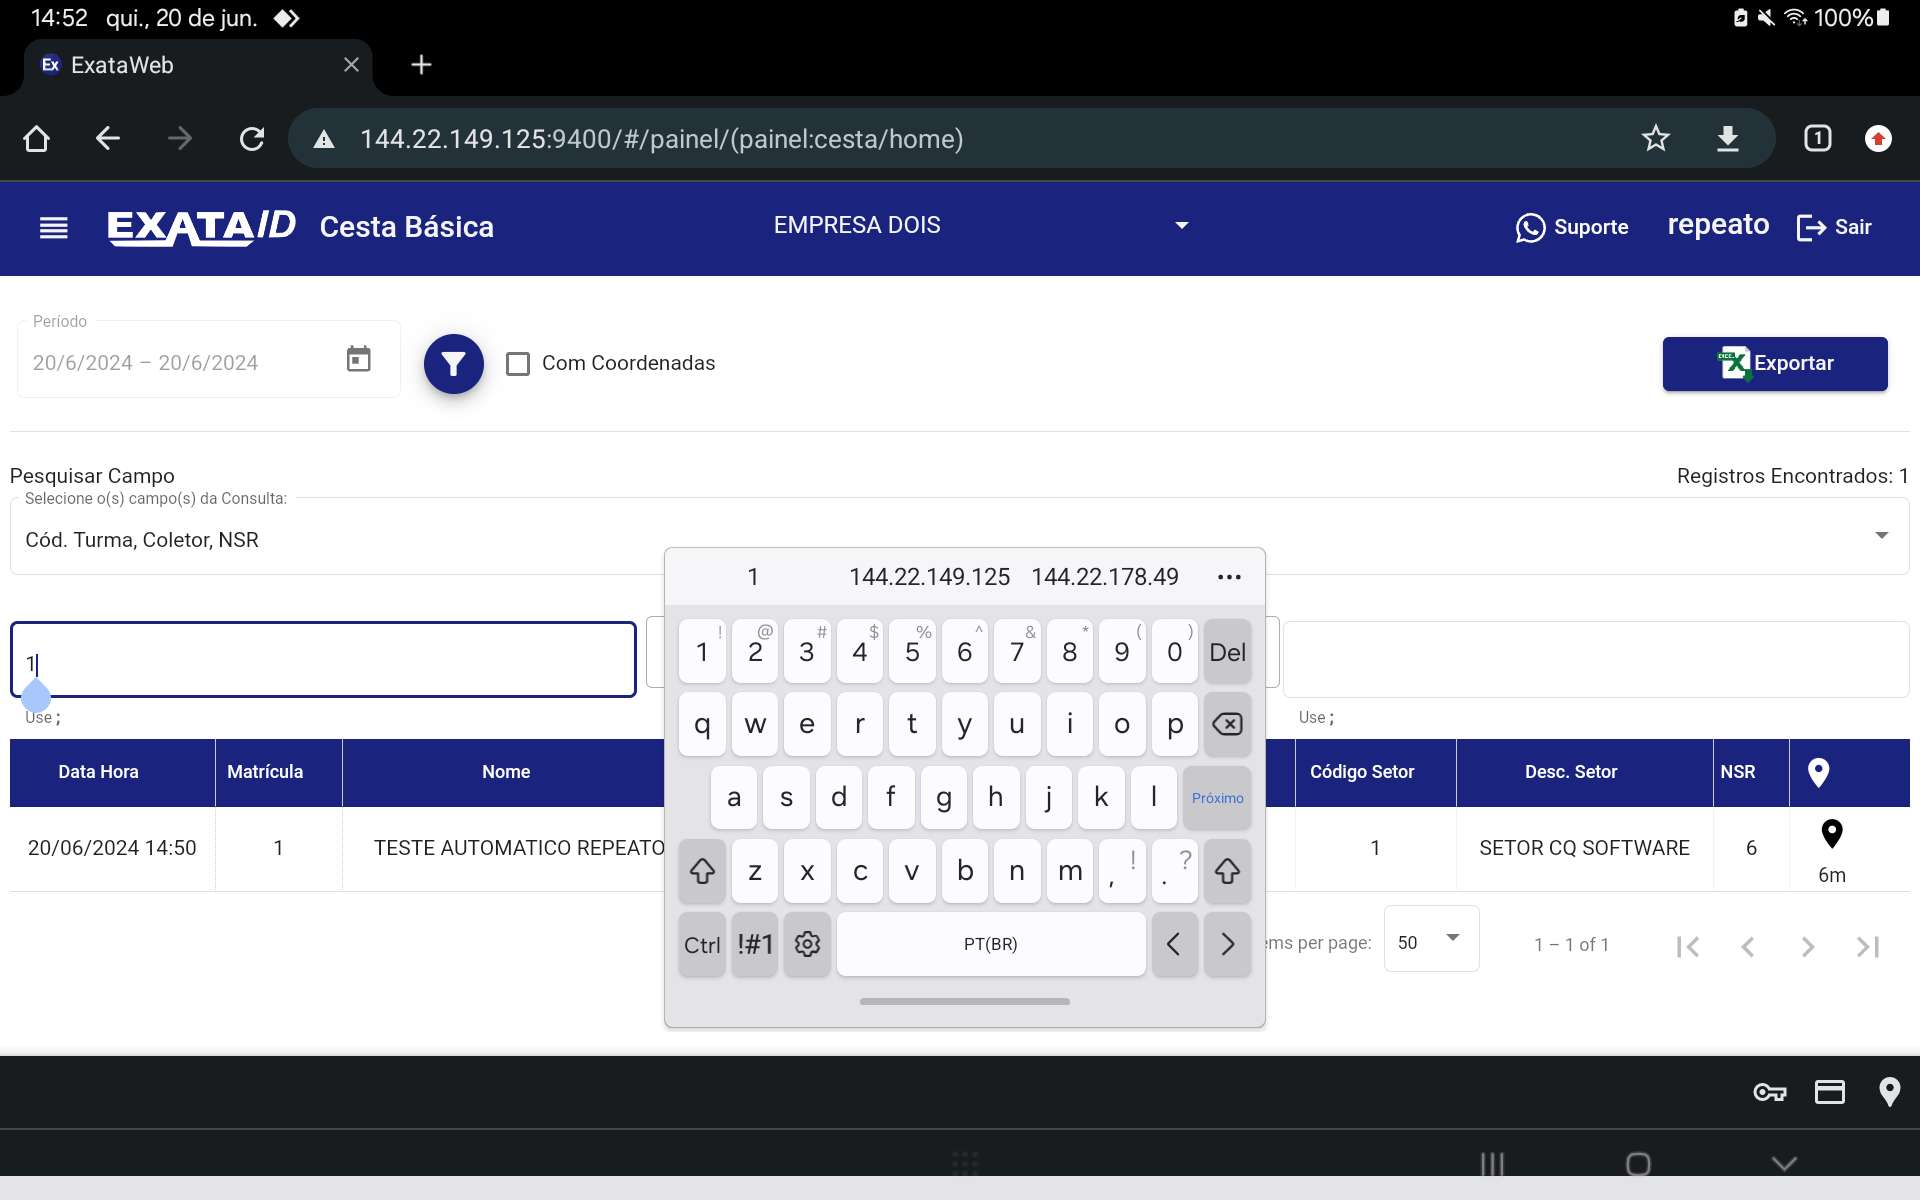 14:52 qui., 20 de jun. 100%
Ex ExataWeb
144.22.149.125:9400/#/painel/(painel:cesta/home) 1
EXATA ID Cesta Básica EMPRESA DOIS Suporte repeato Sair
Período
20/6/2024 – 20/6/2024 Com Coordenadas Exportar
Pesquisar Campo Registros Encontrados: 1
Selecione o(s) campo(s) da Consulta:
Cód. Turma, Coletor, NSR
1 144.22.149.125 144.22.178.49 •••
1
Use ; Use ;
! @ # $ % ^ & * ( )
1 2 3 4 5 6 7 8 9 0 Del
q w e r t y u i o p
a s d f g h j k l Próximo
z x c v b n m , ! . ?
Ctrl !#1 PT(BR) < >
Data Hora Matrícula Nome Código Setor Desc. Setor NSR
20/06/2024 14:50 1 TESTE AUTOMATICO REPEATO 1 SETOR CQ SOFTWARE 6
6m
ems per page: 50 1 – 1 of 1